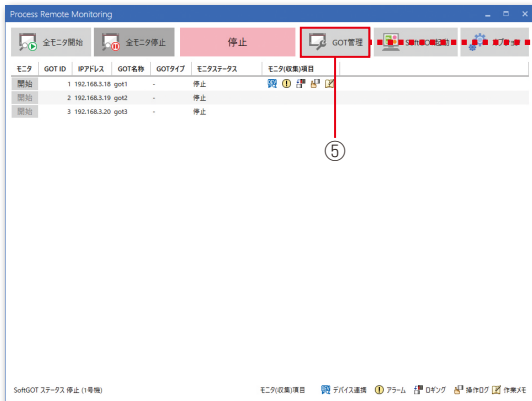 Process Remote Monitoring
全モニタ開始 全モニタ停止 停止 GOT管理
モニタ GOT ID IPアドレス GOT名称 GOTタイプ モニタステータス モニタ(収集)項目
開始 1 192.168.3.18 got1 - 停止
開始 2 192.168.3.19 got2 - 停止
開始 3 192.168.3.20 got3 - 停止
⑤
SoftGOT ステータス 停止 (1号機) モニタ(収集)項目 デバイス連携 アラーム ロギング 操作ログ 作業メモ